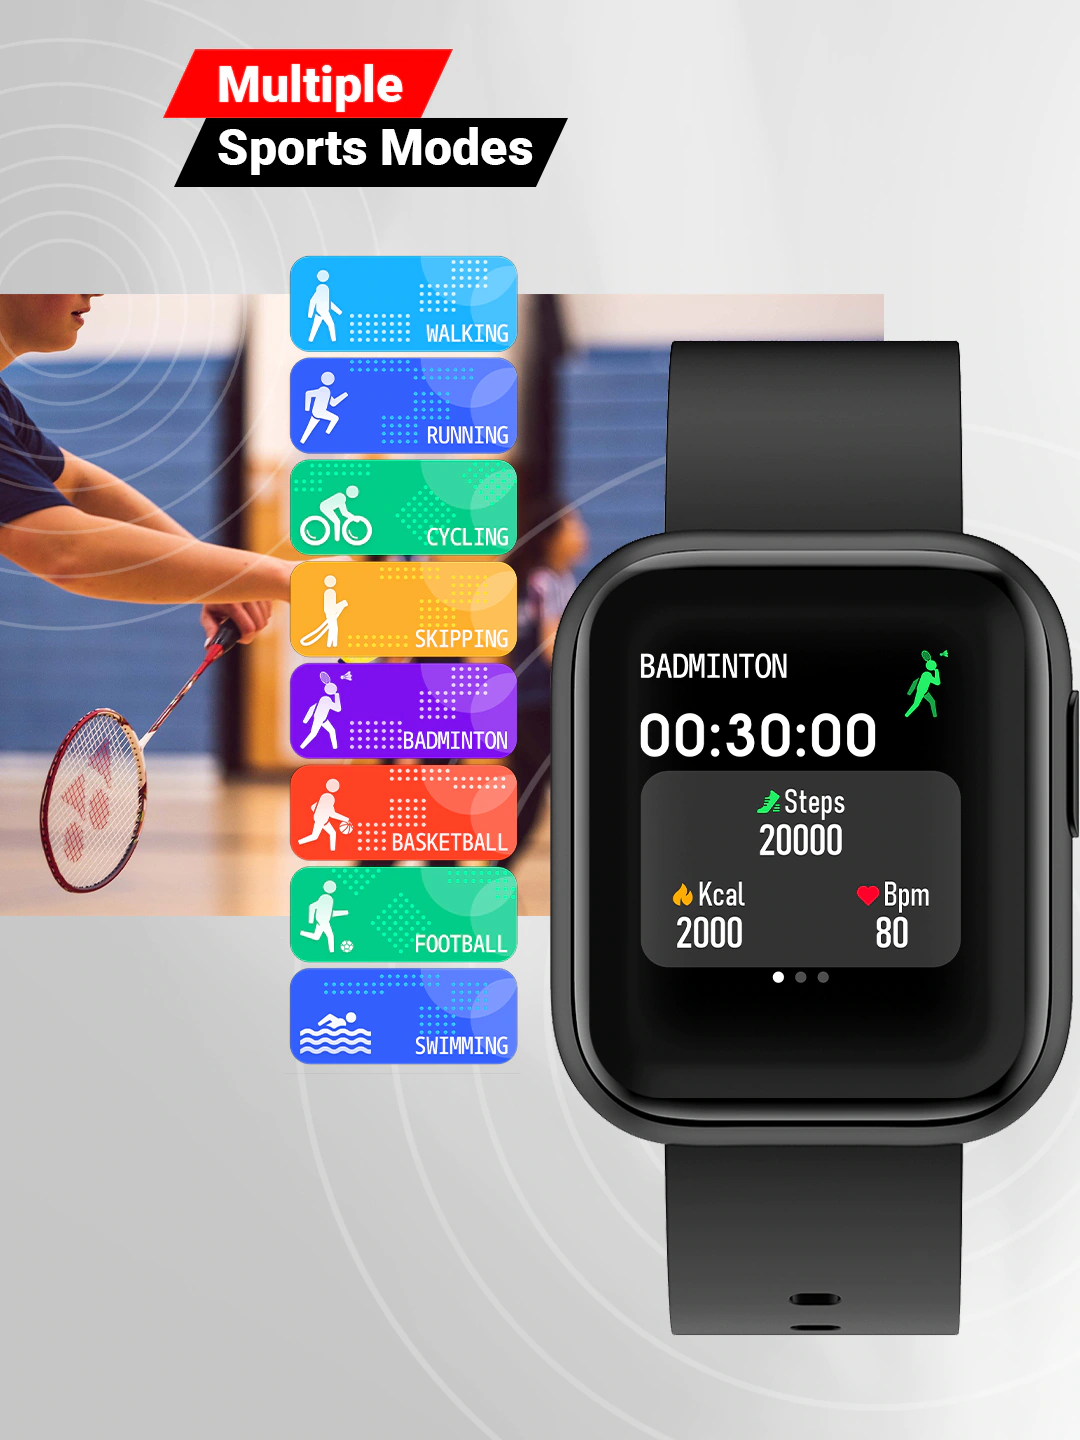 Multiple
Sports Modes
WALKING
RUNNING
CYCLING
SKIPPING
BADMINTON
BASKETBALL
FOOTBALL
SWIMMING
BADMINTON
00:30:00
Steps
20000
Kcal
2000
Bpm
80